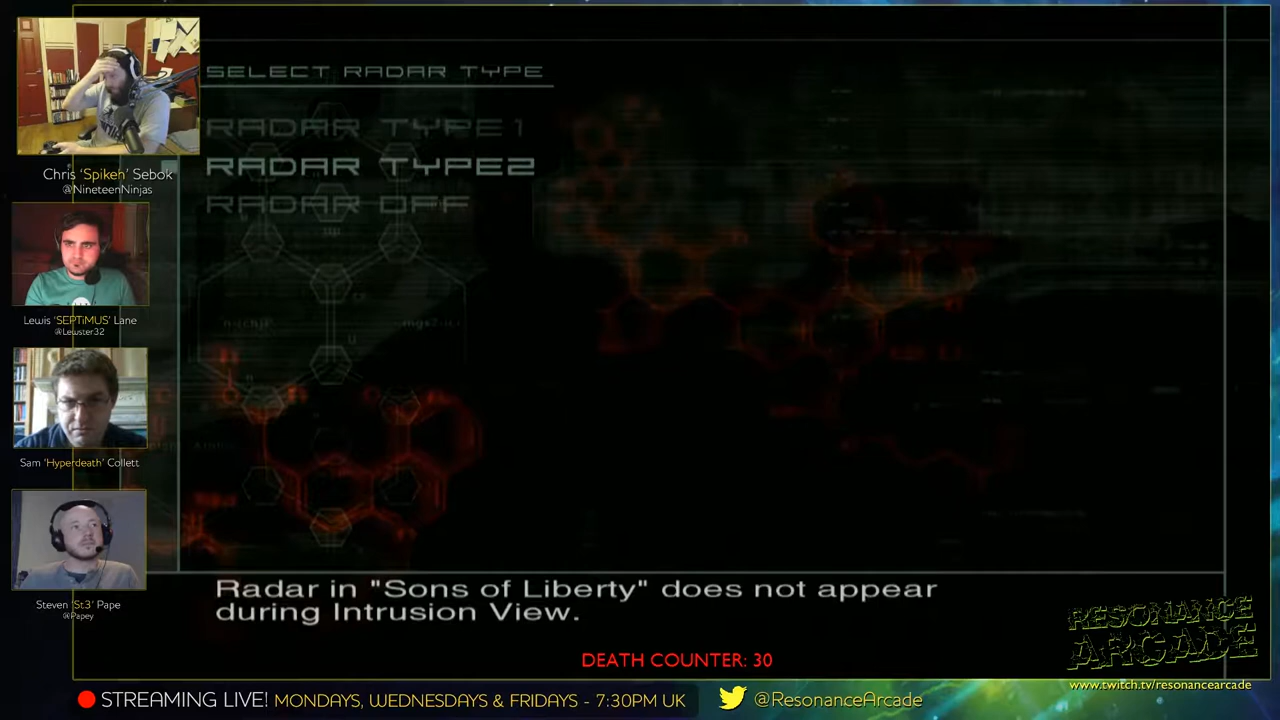 SELECT RADAR TYPE
RADAR TYPE1
RADAR TYPE2
RADAR OFF
Chris 'Spikeh' Sebok
@NineteenNinjas
Lewis 'SEPTiMUS' Lane
@Lewster32
Sam 'Hyperdeath' Collett
Steven 'St3' Pape
@Papey
Radar in "Sons of Liberty" does not appear
during Intrusion View.
DEATH COUNTER: 30
RESONANCE
ARCADE
www.twitch.tv/resonancearcade
STREAMING LIVE! MONDAYS, WEDNESDAYS & FRIDAYS - 7:30PM UK
@ResonanceArcade